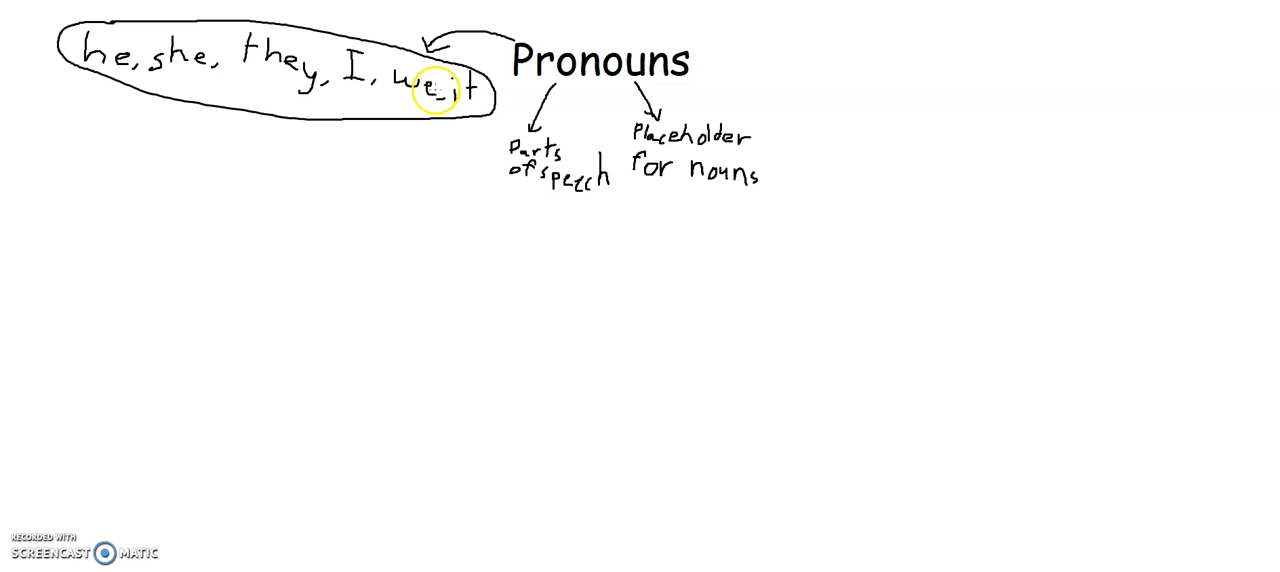 he, she, they, I, we, it
Pronouns
Parts
of speech
Placeholder
for nouns
RECORDED WITH
SCREENCAST MATIC